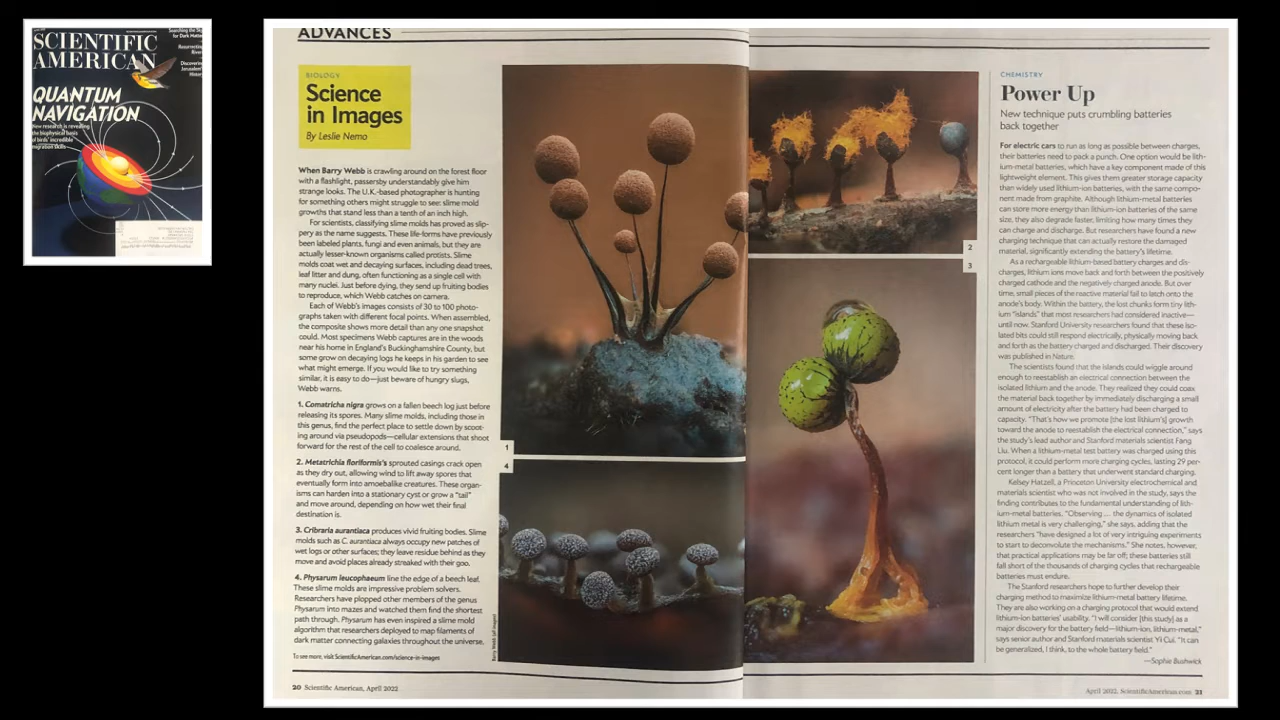 SCIENTIFIC
AMERICAN
QUANTUM
NAVIGATION
New research is revealing
the biophysical basis
of birds' incredible
migration skills
ADVANCES
BIOLOGY
Science
in Images
By Leslie Nemo
When Barry Webb is crawling around on the forest floor
with a flashlight, passersby understandably give him
strange looks. The U.K.-based photographer is hunting
for something others might struggle to see: slime mold
growths that stand less than a tenth of an inch high.
For scientists, classifying slime molds has proved as slip-
pery as the name suggests. These life-forms have previously
been labeled plants, fungi and even animals, but they are
actually lesser-known organisms called protists. Slime
molds coat wet and decaying surfaces, including dead trees,
leaf litter and dung, often functioning as a single cell with
many nuclei. Just before dying, they send up fruiting bodies
to reproduce, which Webb catches on camera.
Each of Webb's images consists of 30 to 100 photo-
graphs taken with different focal points. When assembled,
the composite shows more detail than any one snapshot
could. Most specimens Webb captures are in the woods
near his home in England's Buckinghamshire County, but
some grow on decaying logs he keeps in his garden to see
what might emerge. If you would like to try something
similar, it is easy to do—just beware of hungry slugs,
Webb warns.
1. Comatricha nigra grows on a fallen beech log just before
releasing its spores. Many slime molds, including those in
this genus, find the perfect place to settle down by scoot-
ing around via pseudopods—cellular extensions that shoot
forward for the rest of the cell to coalesce around.
2. Metatrichia floriformis's sprouted casings crack open
as they dry out, allowing wind to lift away spores that
eventually form into amoebalike creatures. These organ-
isms can harden into a stationary cyst or grow a "tail"
and move around, depending on how wet their final
destination is.
3. Cribraria aurantiaca produces vivid fruiting bodies. Slime
molds such as C. aurantiaca always occupy new patches of
wet logs or other surfaces; they leave residue behind as they
move and avoid places already streaked with their goo.
4. Physarum leucophaeum line the edge of a beech leaf.
These slime molds are impressive problem solvers.
Researchers have plopped other members of the genus
Physarum into mazes and watched them find the shortest
path through. Physarum has even inspired a slime mold
algorithm that researchers deployed to map filaments of
dark matter connecting galaxies throughout the universe.
To see more, visit ScientificAmerican.com/science-in-images
Barry Webb (all images)
20 Scientific American, April 2022
1
4
2
3
CHEMISTRY
Power Up
New technique puts crumbling batteries
back together
For electric cars to run as long as possible between charges,
their batteries need to pack a punch. One option would be lith-
ium-metal batteries, which have a key component made of this
lightweight element. This gives them greater storage capacity
than widely used lithium-ion batteries, with the same compo-
nent made from graphite. Although lithium-metal batteries
can store more energy than lithium-ion batteries of the same
size, they also degrade faster, limiting how many times they
can charge and discharge. But researchers have found a new
charging technique that can actually restore the damaged
material, significantly extending the battery's lifetime.
As a rechargeable lithium-based battery charges and dis-
charges, lithium ions move back and forth between the positively
charged cathode and the negatively charged anode. But over
time, small pieces of the reactive material fail to latch onto the
anode's body. Within the battery, the lost chunks form tiny lith-
ium "islands" that most researchers had considered inactive—
until now. Stanford University researchers found that these iso-
lated bits could still respond electrically, physically moving back
and forth as the battery charged and discharged. Their discovery
was published in Nature.
The scientists found that the islands could wiggle around
enough to reestablish an electrical connection between the
isolated lithium and the anode. They realized they could coax
the material back together by immediately discharging a small
amount of electricity after the battery had been charged to
capacity. "That's how we promote [the lost lithium's] growth
toward the anode to reestablish the electrical connection," says
the study's lead author and Stanford materials scientist Fang
Liu. When a lithium-metal test battery was charged using this
protocol, it could perform more charging cycles, lasting 29 per-
cent longer than a battery that underwent standard charging.
Kelsey Hatzell, a Princeton University electrochemical and
materials scientist who was not involved in the study, says the
finding contributes to the fundamental understanding of lith-
ium-metal batteries. "Observing ... the dynamics of isolated
lithium metal is very challenging," she says, adding that the
researchers "have designed a lot of very intriguing experiments
to start to deconvolute the mechanisms." She notes, however,
that practical applications may be far off; these batteries still
fall short of the thousands of charging cycles that rechargeable
batteries must endure.
The Stanford researchers hope to further develop their
charging method to maximize lithium-metal battery lifetime.
They are also working on a charging protocol that would extend
lithium-ion batteries' usability. "I will consider [this study] as a
major discovery for the battery field—lithium-ion, lithium-metal,"
says senior author and Stanford materials scientist Yi Cui. "It can
be generalized, I think, to the whole battery field."
—Sophie Bushwick
April 2022, ScientificAmerican.com 21